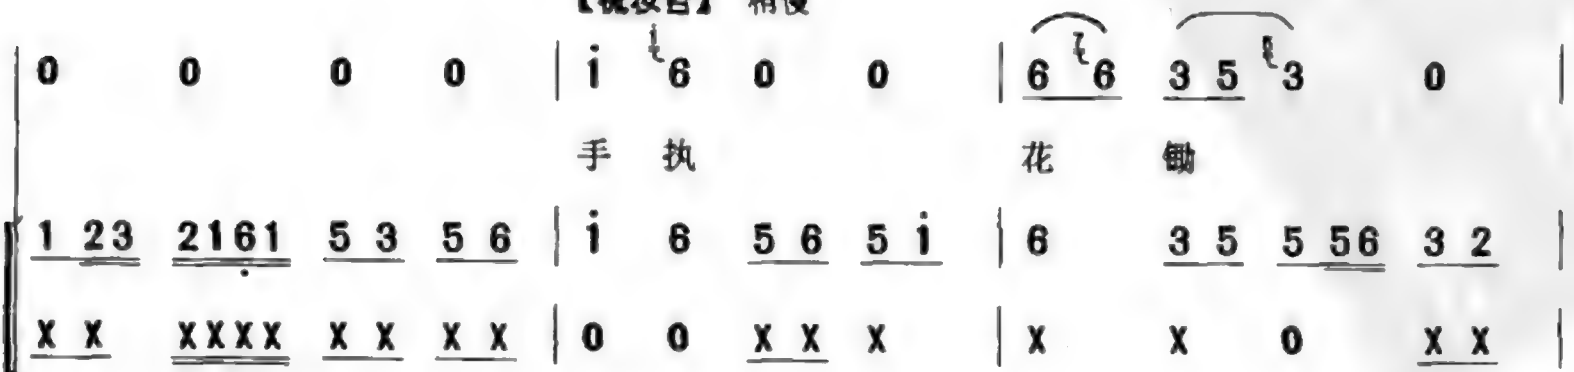 稍慢
0 0 0 0 | i 6 0 0 | 6 6 3 5 3 0 |
手 执 花 锄
1 23 2161 5 3 5 6 | i 6 5 6 5 i | 6 3 5 5 56 3 2 |
X X XXXX X X X X | 0 0 X X X | X X 0 X X |